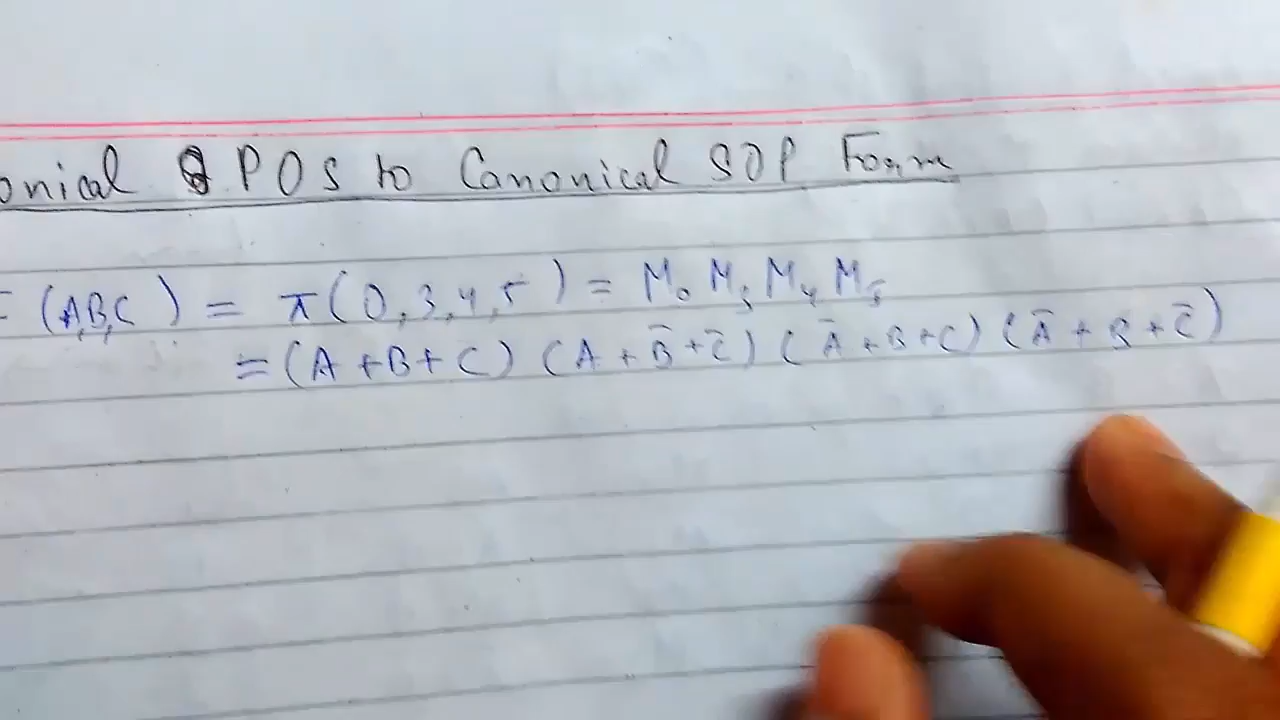 onical POS to Canonical SOP Form
F (A,B,C) = π(0,3,4,5) = M₀ M₃ M₄ M₅
= (A+B+C) (A+B̅+C̅) (A̅+B+C) (A̅+B+C̅)